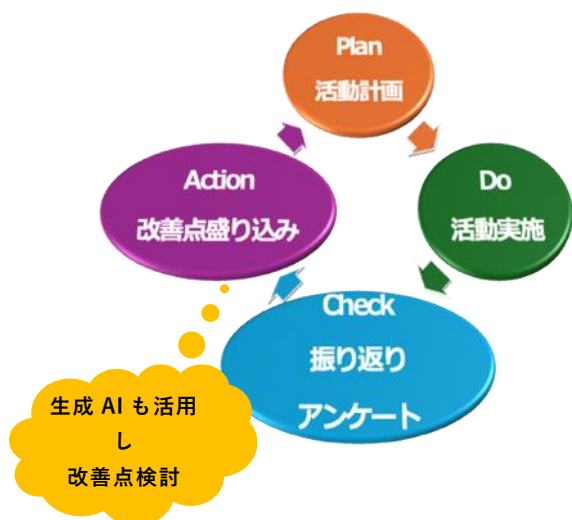 Plan
活動計画
Do
活動実施
Check
振り返り
アンケート
Action
改善点盛り込み
生成 AI も活用
し
改善点検討